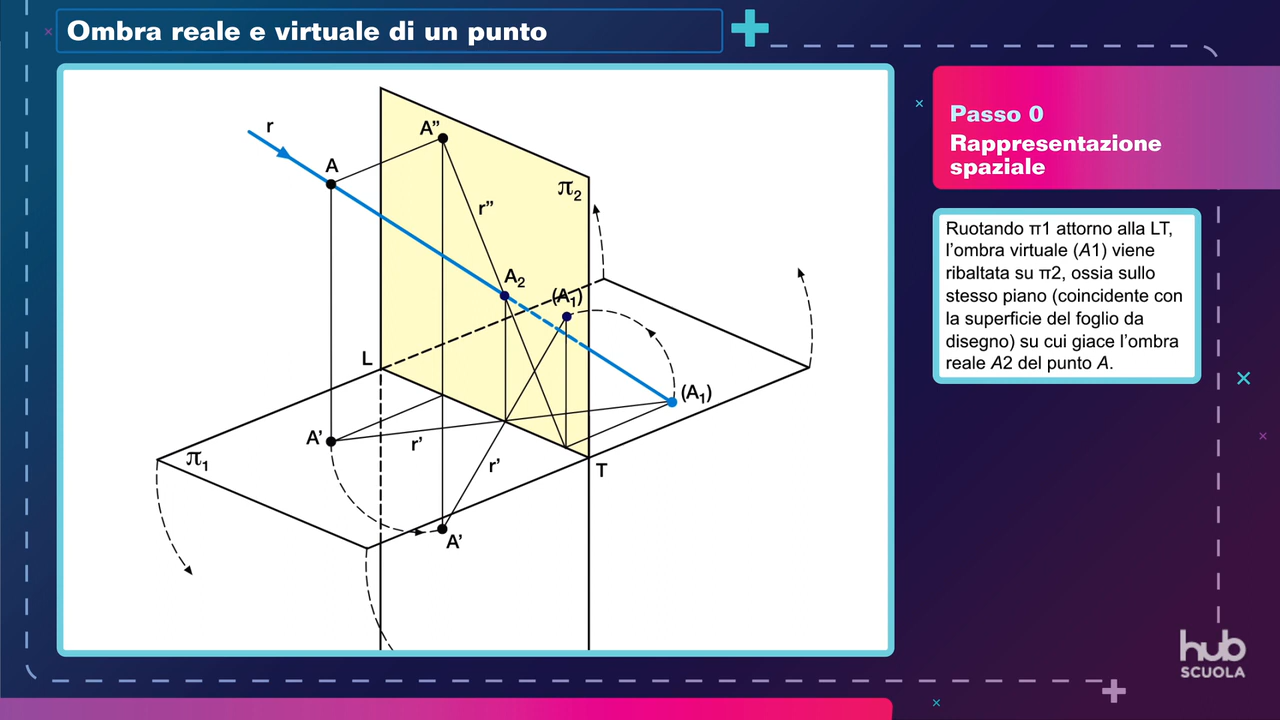 Ombra reale e virtuale di un punto
r
A
A”
π2
r”
A2
(A1)
L
(A1)
A’
r’
r’
π1
T
A’
Passo 0
Rappresentazione
spaziale
Ruotando π1 attorno alla LT,
l’ombra virtuale (A1) viene
ribaltata su π2, ossia sullo
stesso piano (coincidente con
la superficie del foglio da
disegno) su cui giace l’ombra
reale A2 del punto A.
hub
SCUOLA